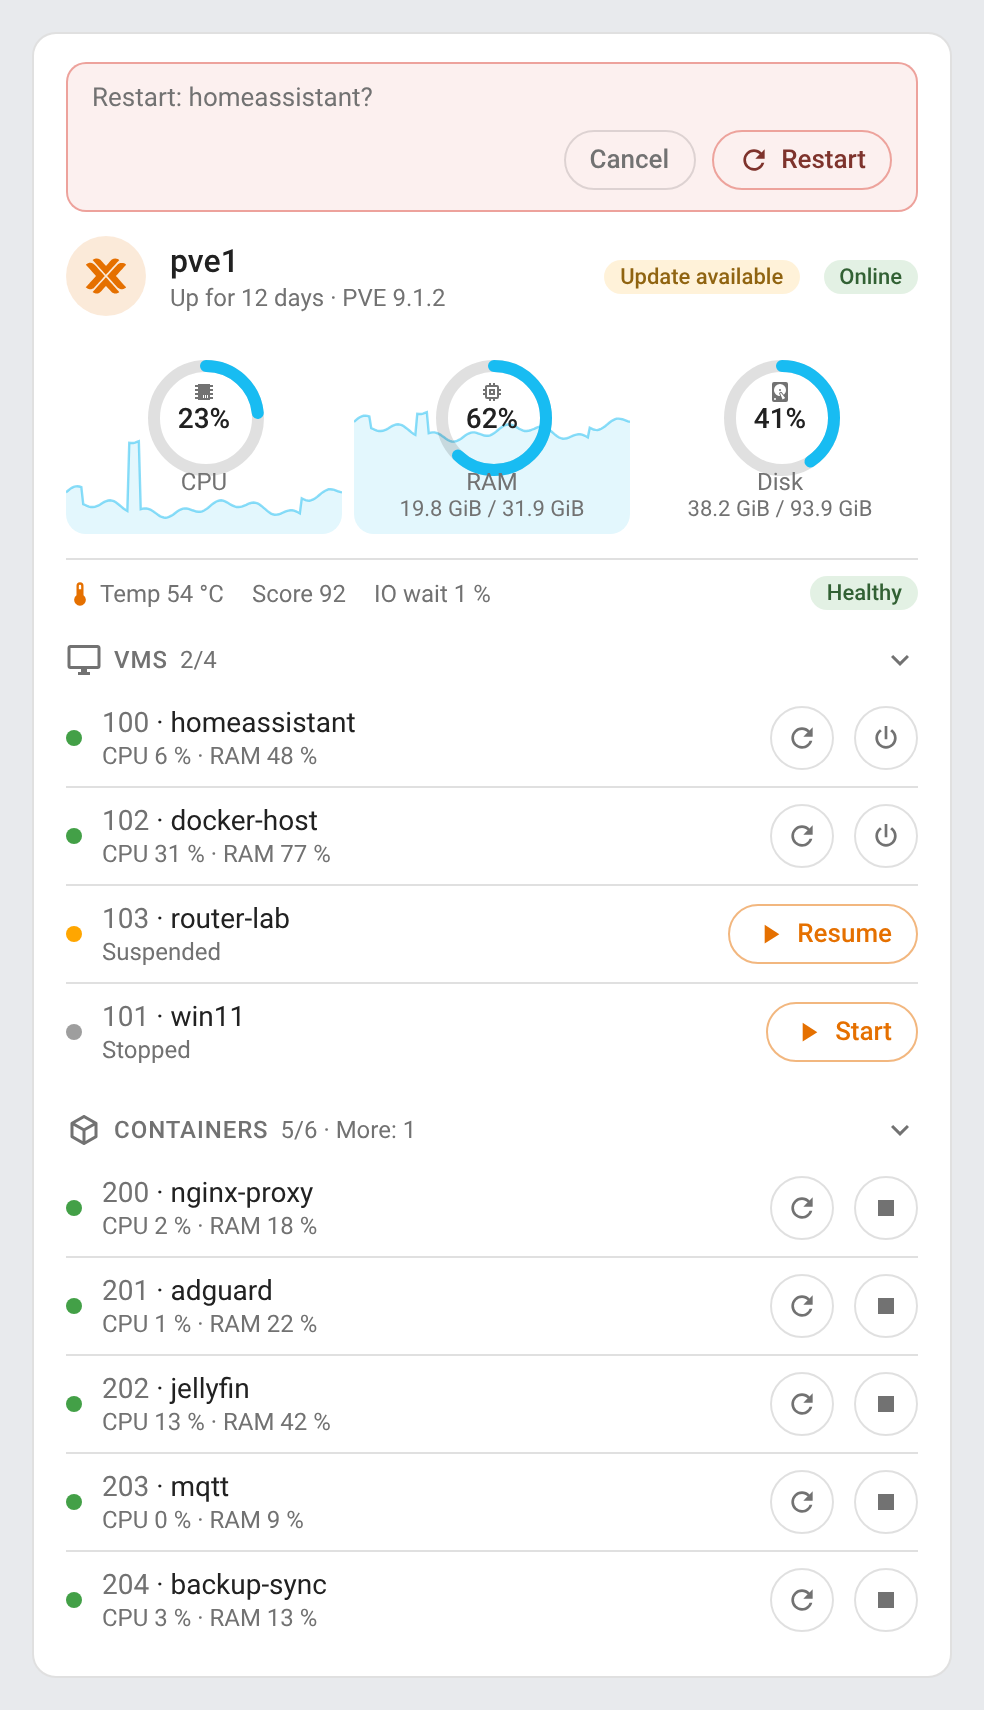 Restart: homeassistant?
Cancel
Restart
pve1
Up for 12 days · PVE 9.1.2
Update available
Online
23%
CPU
62%
RAM
19.8 GiB / 31.9 GiB
41%
Disk
38.2 GiB / 93.9 GiB
Temp 54 °C
Score 92
IO wait 1 %
Healthy
VMS 2/4
100 · homeassistant
CPU 6 % · RAM 48 %
102 · docker-host
CPU 31 % · RAM 77 %
103 · router-lab
Suspended
Resume
101 · win11
Stopped
Start
CONTAINERS 5/6 · More: 1
200 · nginx-proxy
CPU 2 % · RAM 18 %
201 · adguard
CPU 1 % · RAM 22 %
202 · jellyfin
CPU 13 % · RAM 42 %
203 · mqtt
CPU 0 % · RAM 9 %
204 · backup-sync
CPU 3 % · RAM 13 %